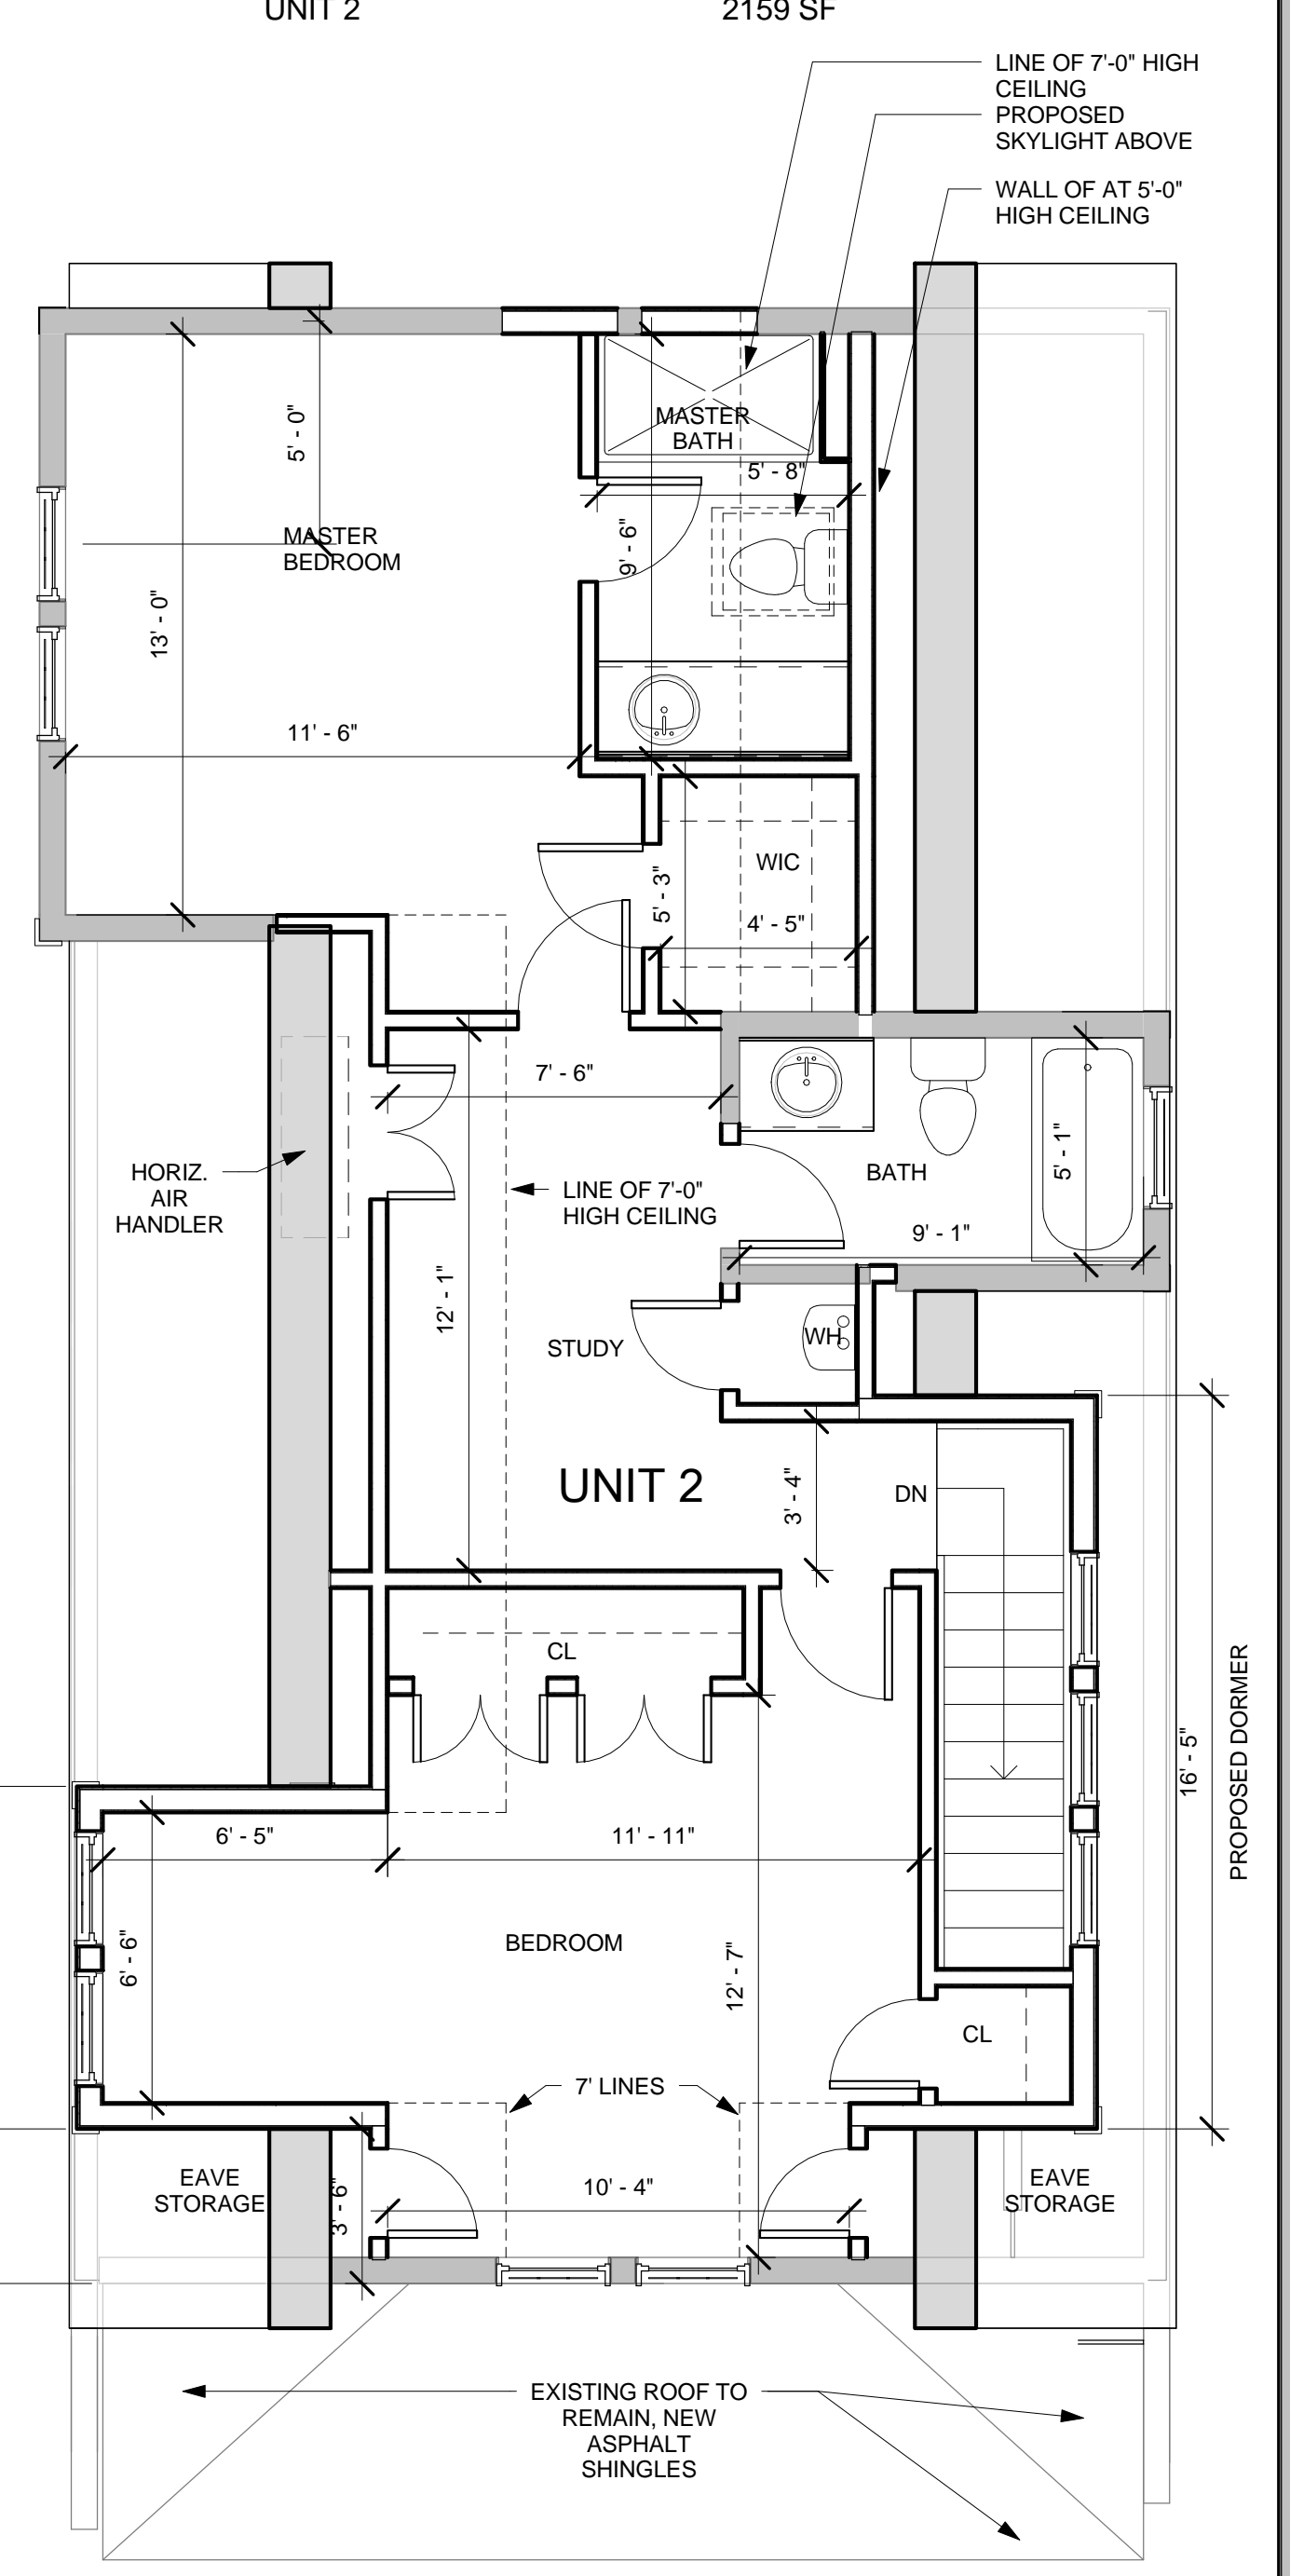 UNIT 2
2159 SF
LINE OF 7'-0" HIGH
CEILING
PROPOSED
SKYLIGHT ABOVE
WALL OF AT 5'-0"
HIGH CEILING
5' - 0"
MASTER
BATH
5' - 8"
9' - 6"
MASTER
BEDROOM
13' - 0"
11' - 6"
WIC
5' - 3"
4' - 5"
7' - 6"
HORIZ.
AIR
HANDLER
LINE OF 7'-0"
HIGH CEILING
BATH
5' - 1"
9' - 1"
12' - 1"
STUDY
WH
UNIT 2
3' - 4"
DN
CL
16' - 5"
PROPOSED DORMER
6' - 5"
11' - 11"
BEDROOM
6' - 6"
12' - 7"
CL
7' LINES
EAVE
STORAGE
3' - 6"
10' - 4"
EAVE
STORAGE
EXISTING ROOF TO
REMAIN, NEW
ASPHALT
SHINGLES